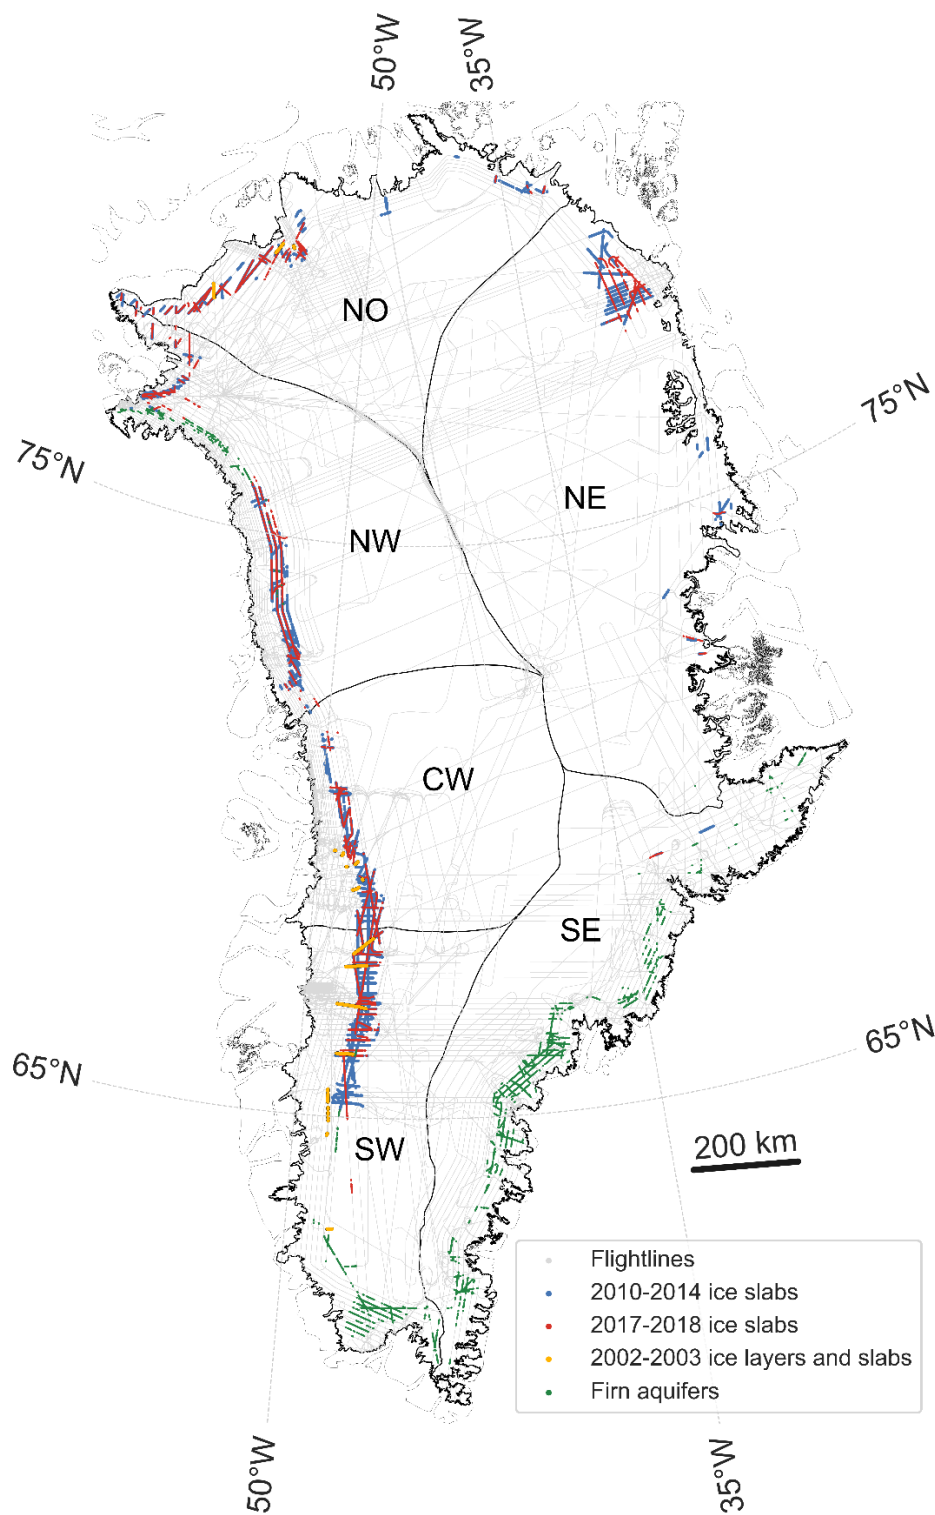 50°W
35°W
NO
75°N
75°N
NE
NW
CW
SE
65°N
65°N
SW
200 km
Flightlines
2010-2014 ice slabs
2017-2018 ice slabs
2002-2003 ice layers and slabs
Firn aquifers
50°W
35°W